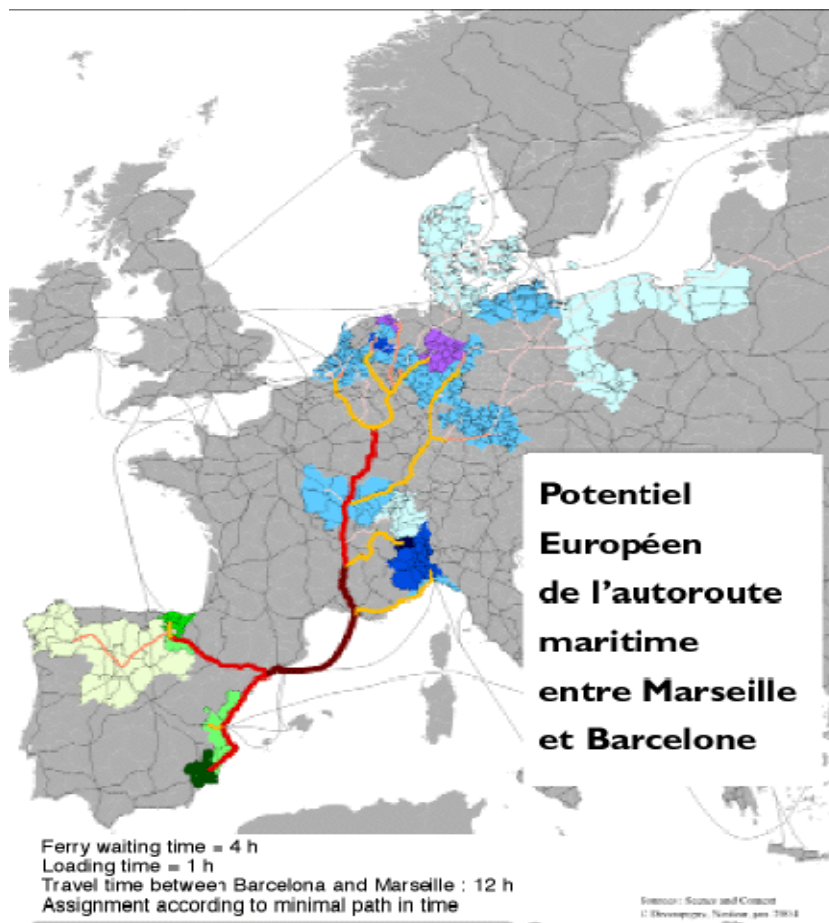 Potentiel
Européen
de l'autoroute
maritime
entre Marseille
et Barcelone
Ferry waiting time = 4 h
Loading time = 1 h
Travel time between Barcelona and Marseille : 12 h
Assignment according to minimal path in time